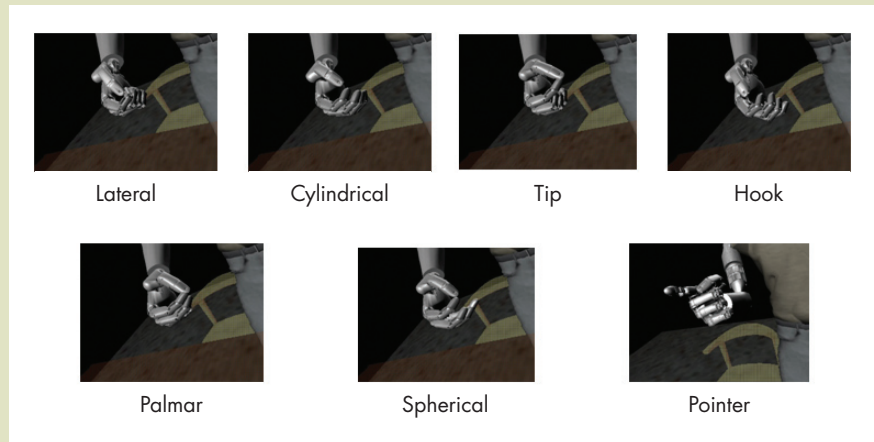 Lateral
Cylindrical
Tip
Hook
Palmar
Spherical
Pointer